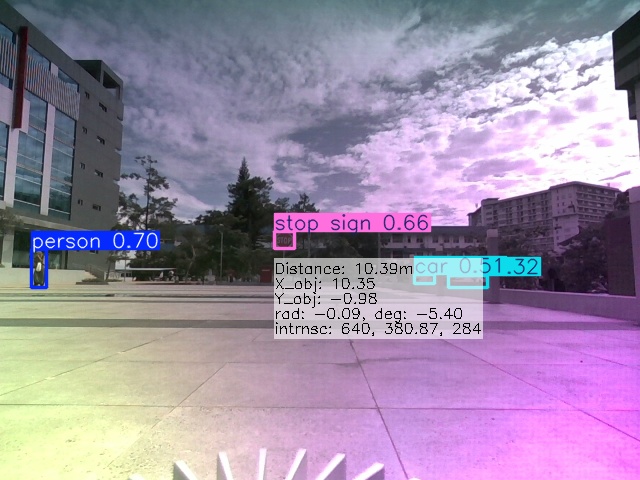 stop sign 0.66
person 0.70
car 0.51.32
Distance: 10.39m
X_obj: 10.35
Y_obj: −0.98
rad: −0.09, deg: −5.40
intrnsc: 640, 380.87, 284